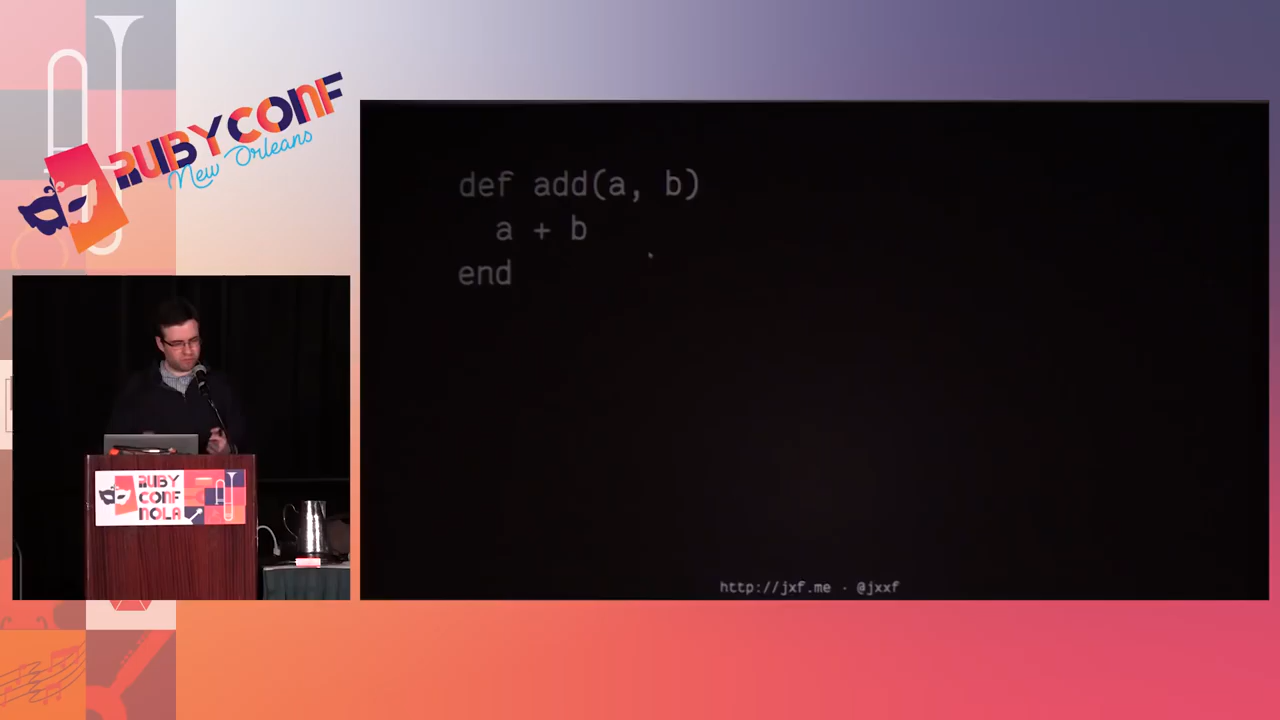 RUBYCONF
New Orleans
def add(a, b)
  a + b
end
RUBY
CONF
NOLA
http://jxf.me · @jxxf